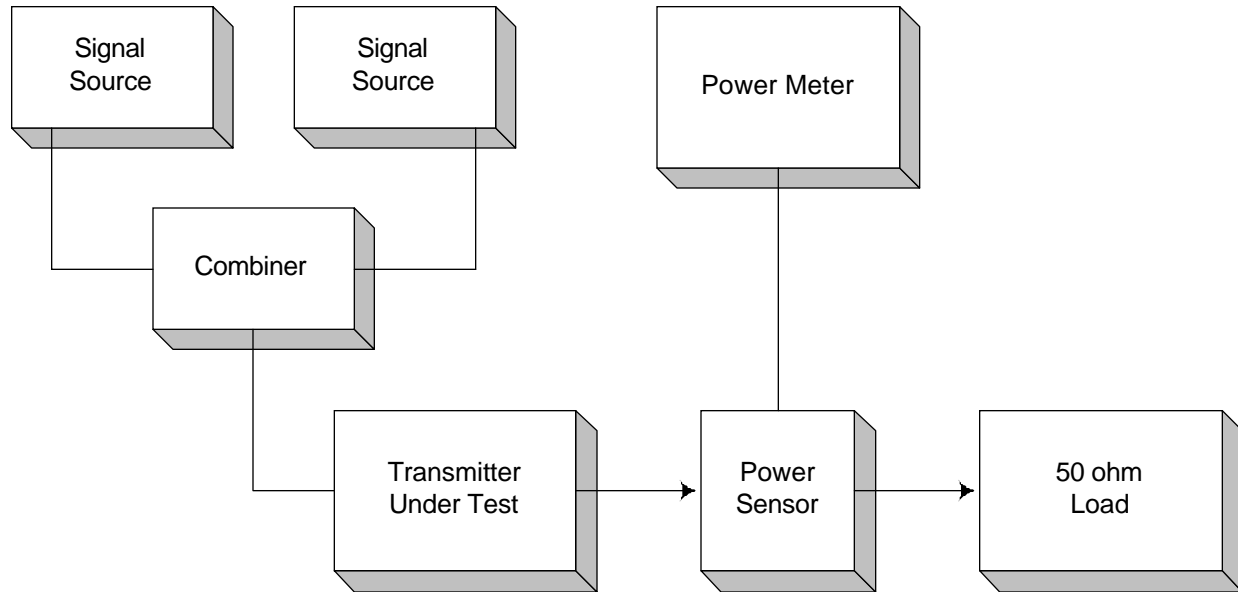 Signal
Source
Signal
Source
Power Meter
Combiner
Transmitter
Under Test
Power
Sensor
50 ohm
Load